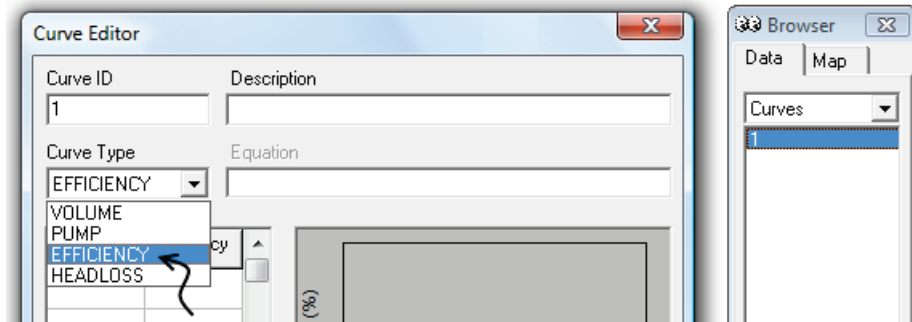 Curve Editor
Curve ID
Description
1
Curve Type
Equation
EFFICIENCY
VOLUME
PUMP
EFFICIENCY
HEADLOSS
cy
(%)
Browser
Data
Map
Curves
1